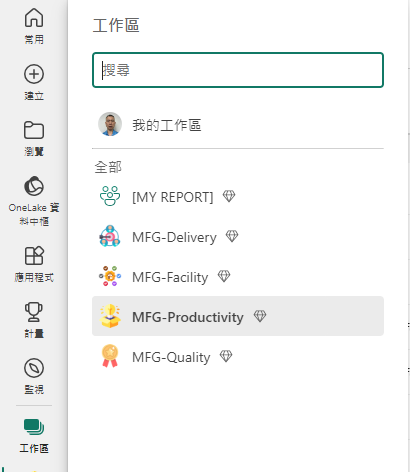 常用
建立
瀏覽
OneLake 資
料中樞
應用程式
計量
監視
工作區
工作區
搜尋
我的工作區
全部
[MY REPORT]
MFG-Delivery
MFG-Facility
MFG-Productivity
MFG-Quality